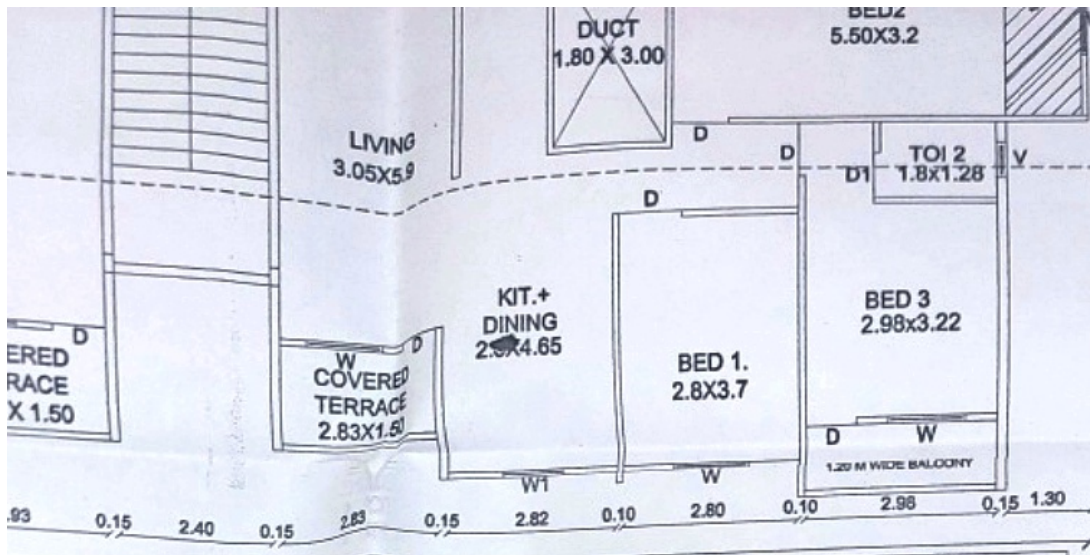 DUCT
1.80 X 3.00
BED2
5.50X3.2
LIVING
3.05X5.9
D
D
TOI 2
1.8x1.28
V
D1
D
KIT.+
DINING
BED 3
2.98x3.22
D
W
D
COVERED
TERRACE
2.83X1.50
BED 1.
2.8X3.7
ERED
RACE
X 1.50
D
W
1.20 M WIDE BALCONY
W1
W
.93
0.15
2.40
0.15
2.83
0.15
2.82
0.10
2.80
0.10
2.98
0.15
1.30